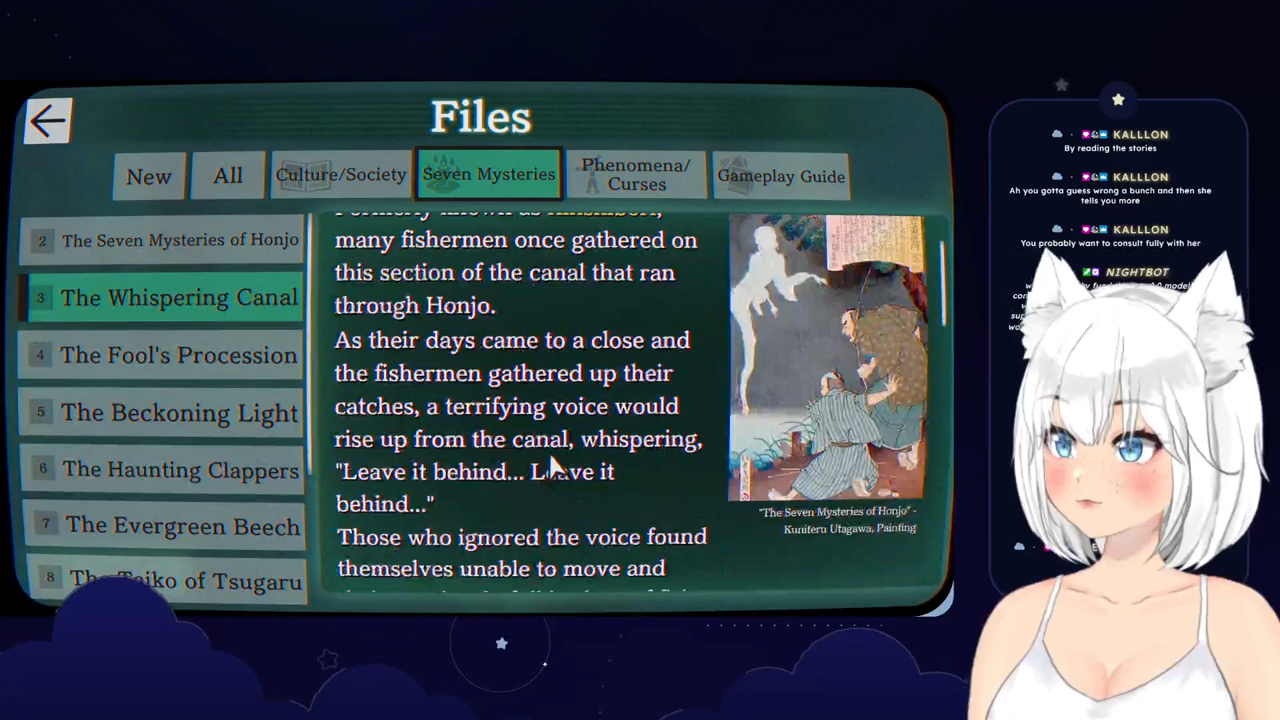 Files
New
All
Culture/Society
Seven Mysteries
Phenomena/
Curses
Gameplay Guide
2 The Seven Mysteries of Honjo
3 The Whispering Canal
4 The Fool's Procession
5 The Beckoning Light
6 The Haunting Clappers
7 The Evergreen Beech
8 The Taiko of Tsugaru
many fishermen once gathered on
this section of the canal that ran
through Honjo.
As their days came to a close and
the fishermen gathered up their
catches, a terrifying voice would
rise up from the canal, whispering,
"Leave it behind... Leave it
behind..."
Those who ignored the voice found
themselves unable to move and
"The Seven Mysteries of Honjo" -
Kuniteru Utagawa, Painting
KALLLON
By reading the stories
KALLLON
Ah you gotta guess wrong a bunch and then she
tells you more
KALLLON
You probably want to consult fully with her
NIGHTBOT